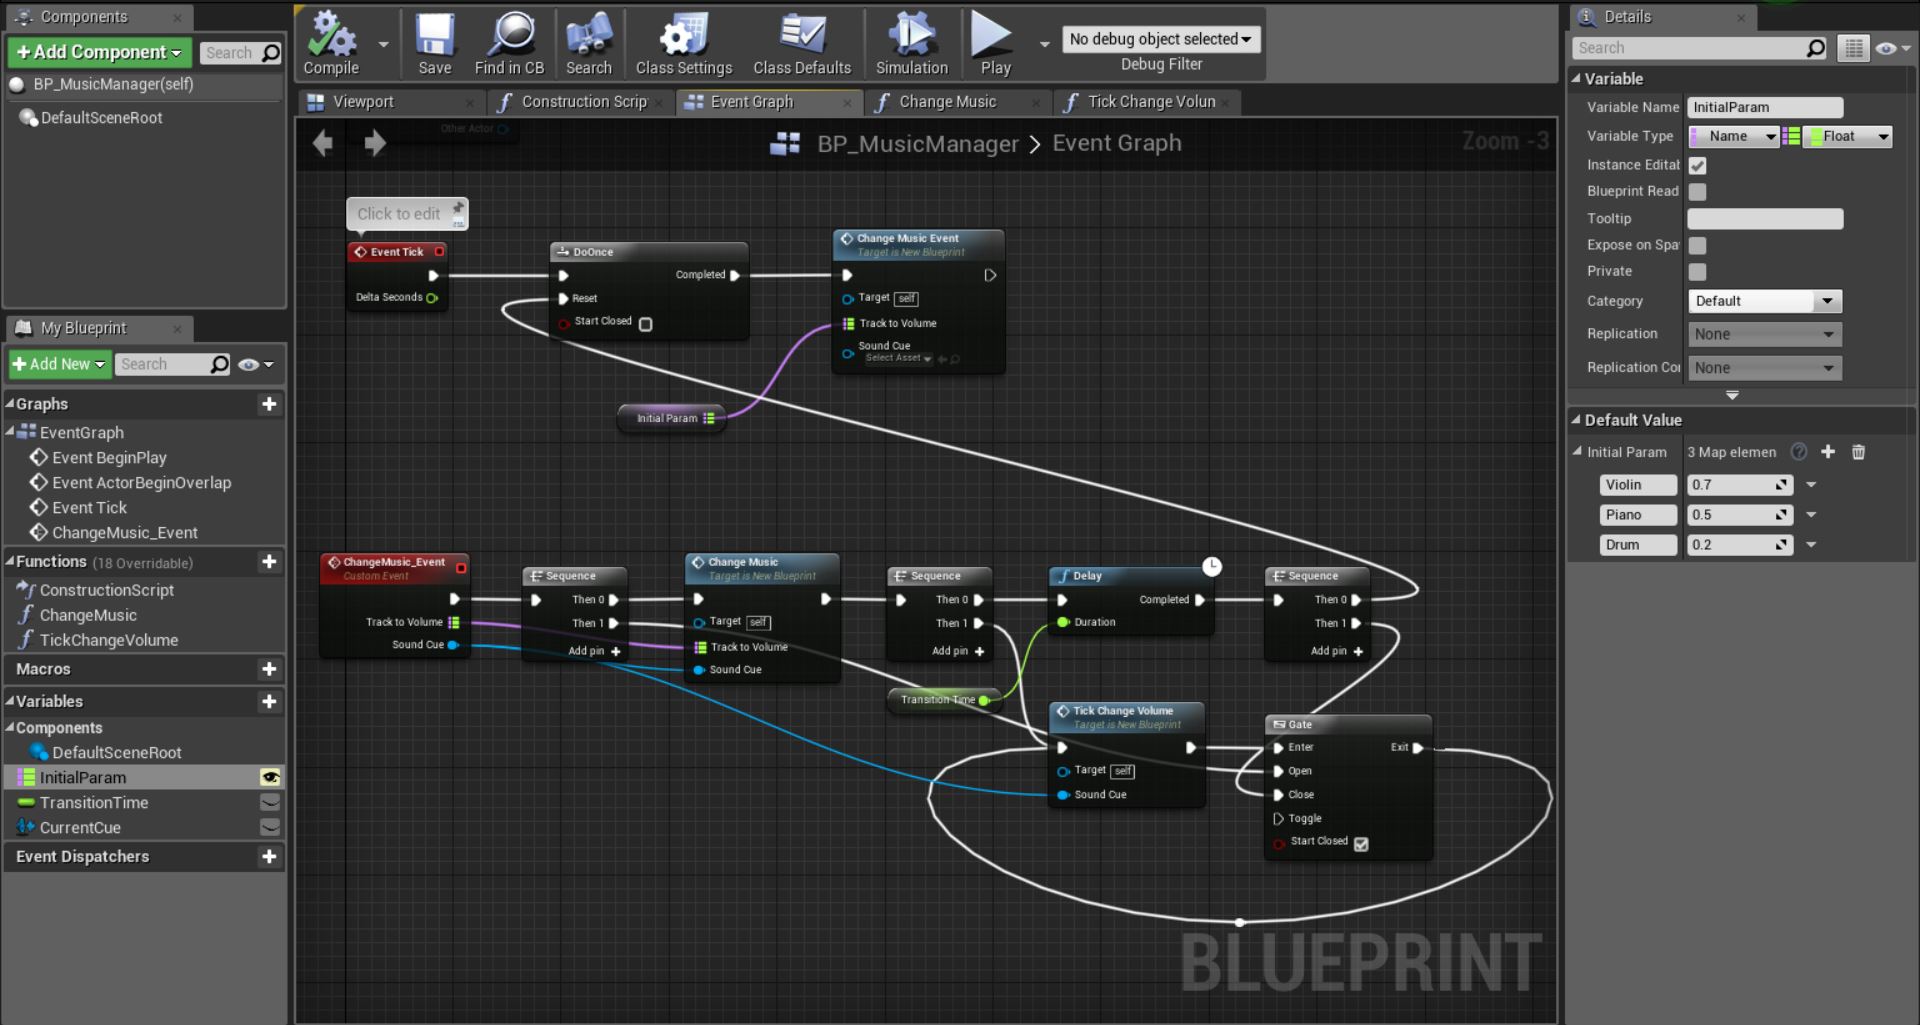 Components
+Add Component
Search
BP_MusicManager(self)
DefaultSceneRoot
My Blueprint
+Add New
Search
Graphs
EventGraph
Event BeginPlay
Event ActorBeginOverlap
Event Tick
ChangeMusic_Event
Functions (18 Overridable)
ConstructionScript
ChangeMusic
TickChangeVolume
Macros
Variables
Components
DefaultSceneRoot
InitialParam
TransitionTime
CurrentCue
Event Dispatchers
Compile
Save
Find in CB
Search
Class Settings
Class Defaults
Simulation
Play
No debug object selected
Debug Filter
Viewport
Construction Scrip
Event Graph
Change Music
Tick Change Volun
Other Actor
BP_MusicManager > Event Graph
Zoom -3
Click to edit
Event Tick
Delta Seconds
DoOnce
Completed
Reset
Start Closed
Change Music Event
Target is New Blueprint
Target self
Track to Volume
Sound Cue
Select Asset
Initial Param
ChangeMusic_Event
Custom Event
Track to Volume
Sound Cue
Sequence
Then 0
Then 1
Add pin +
Change Music
Target is New Blueprint
Target self
Track to Volume
Sound Cue
Sequence
Then 0
Then 1
Add pin +
Transition Time
Delay
Completed
Duration
Sequence
Then 0
Then 1
Add pin +
Tick Change Volume
Target is New Blueprint
Target self
Sound Cue
Gate
Enter Exit
Open
Close
Toggle
Start Closed
BLUEPRINT
Details
Search
Variable
Variable Name InitialParam
Variable Type Name Float
Instance Edital
Blueprint Read
Tooltip
Expose on Spa
Private
Category Default
Replication None
Replication Co None
Default Value
Initial Param 3 Map elemen
Violin 0.7
Piano 0.5
Drum 0.2